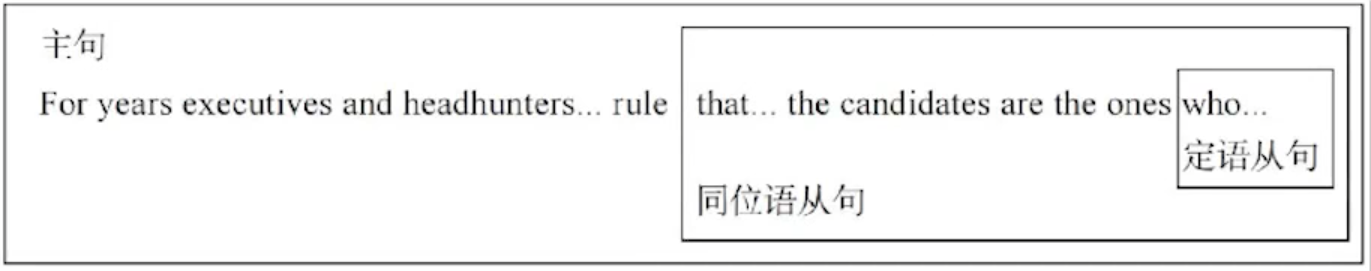 主句
For years executives and headhunters... rule that... the candidates are the ones who...
定语从句
同位语从句